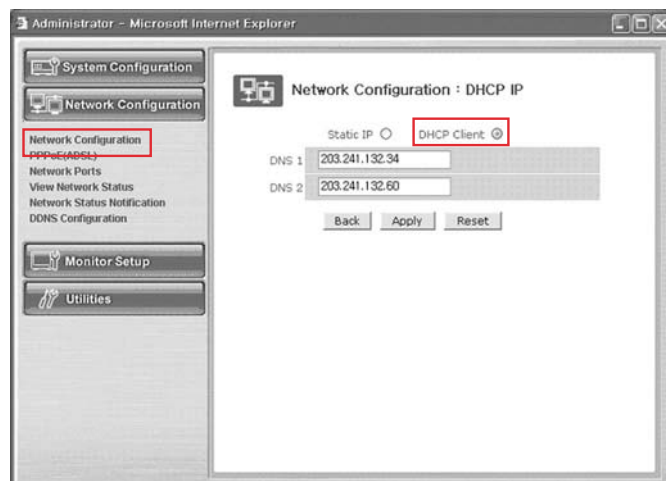 Administrator - Microsoft Internet Explorer
System Configuration
Network Configuration
Network Configuration
PPPoE(ADSL)
Network Ports
View Network Status
Network Status Notification
DDNS Configuration
Monitor Setup
Utilities
Network Configuration : DHCP IP
Static IP DHCP Client
DNS 1 203.241.132.34
DNS 2 203.241.132.60
Back Apply Reset